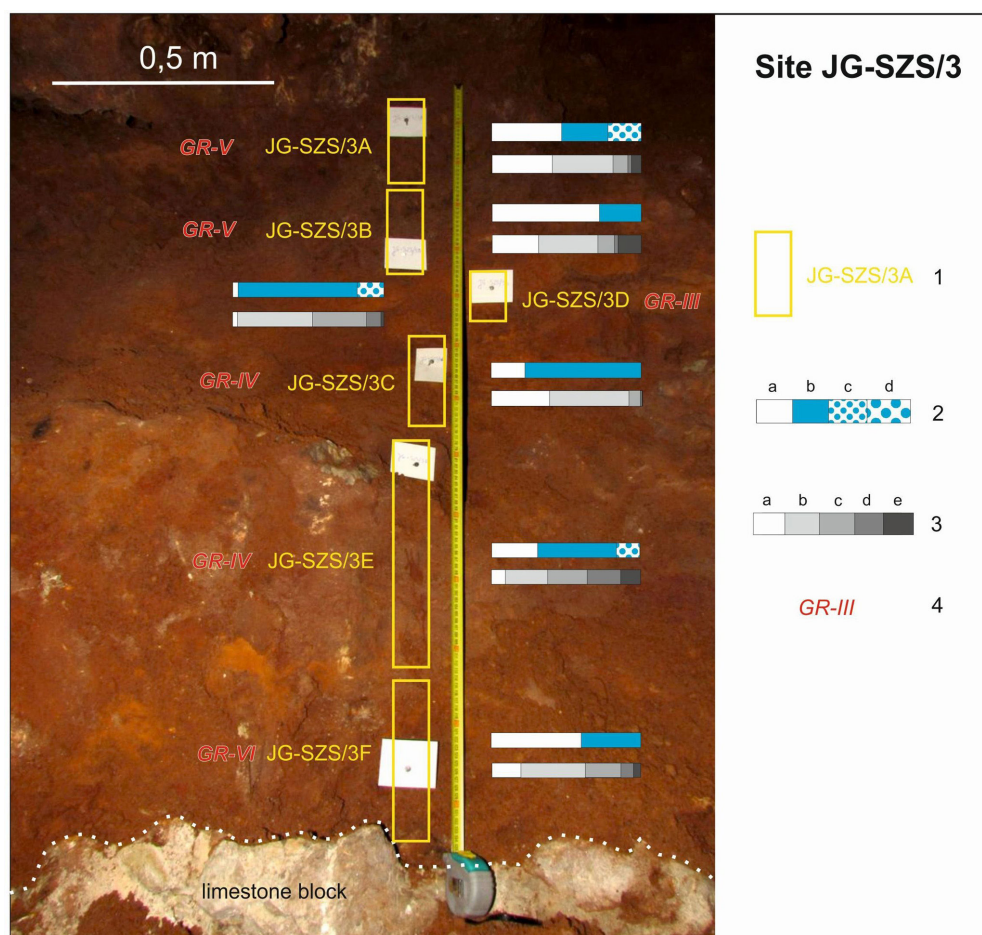 0,5 m
Site JG-SZS/3
GR-V JG-SZS/3A
GR-V JG-SZS/3B
JG-SZS/3D GR-III
GR-IV JG-SZS/3C
GR-IV JG-SZS/3E
GR-VI JG-SZS/3F
limestone block
JG-SZS/3A 1
a b c d
2
a b c d e
3
GR-III 4